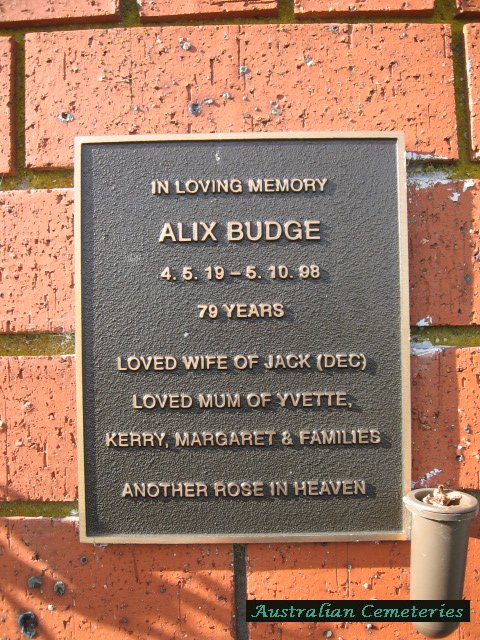 IN LOVING MEMORY
ALIX BUDGE
4. 5. 19 – 5. 10. 98
79 YEARS
LOVED WIFE OF JACK (DEC)
LOVED MUM OF YVETTE,
KERRY, MARGARET & FAMILIES
ANOTHER ROSE IN HEAVEN
Australian Cemeteries